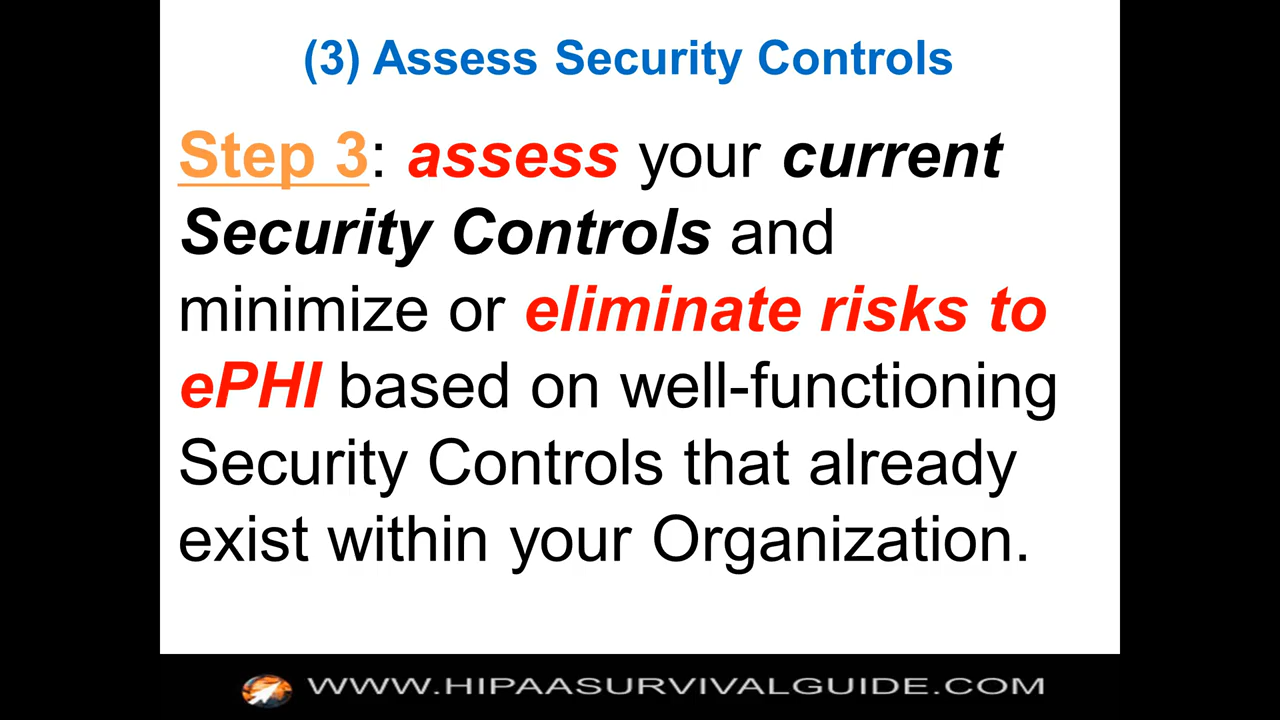 (3) Assess Security Controls
Step 3: assess your current
Security Controls and
minimize or eliminate risks to
ePHI based on well-functioning
Security Controls that already
exist within your Organization.
WWW.HIPAASURVIVALGUIDE.COM